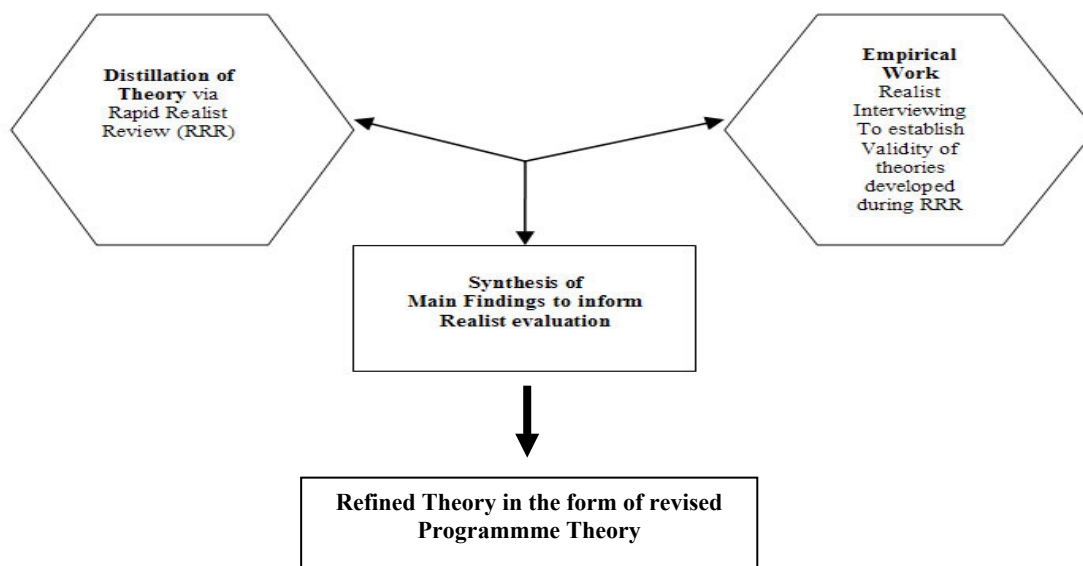 Distillation of
Theory via
Rapid Realist
Review (RRR)
Empirical
Work
Realist
Interviewing
To establish
Validity of
theories
developed
during RRR
Synthesis of
Main Findings to inform
Realist evaluation
Refined Theory in the form of revised
Programmme Theory